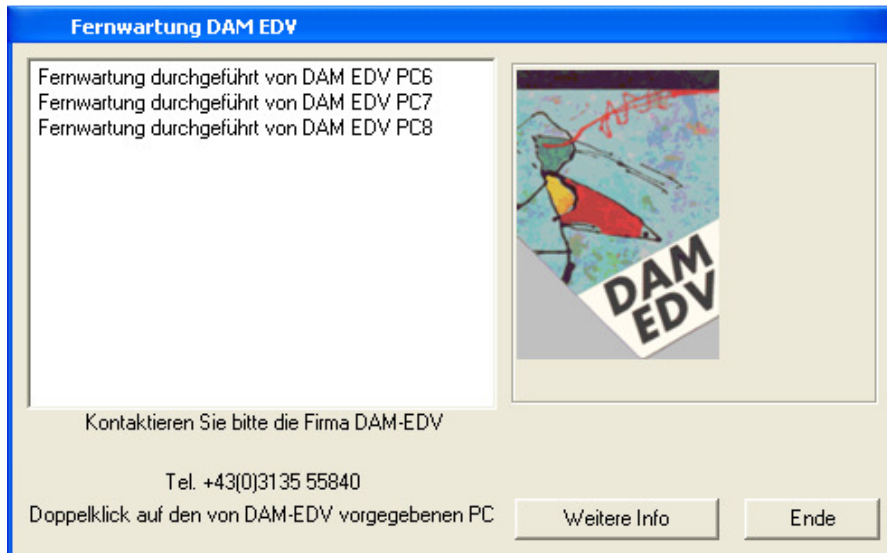 Fernwartung DAM EDV
Fernwartung durchgeführt von DAM EDV PC6
Fernwartung durchgeführt von DAM EDV PC7
Fernwartung durchgeführt von DAM EDV PC8
DAM
EDV
Kontaktieren Sie bitte die Firma DAM-EDV
Tel. +43(0)3135 55840
Doppelklick auf den von DAM-EDV vorgegebenen PC
Weitere Info
Ende